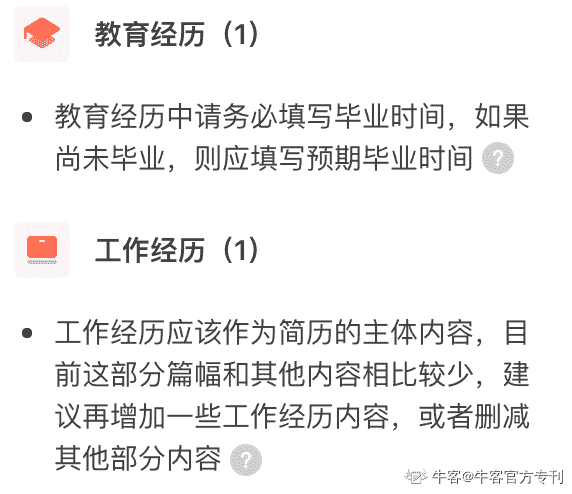 教育经历（1）
教育经历中请务必填写毕业时间，如果
尚未毕业，则应填写预期毕业时间 ?
工作经历（1）
工作经历应该作为简历的主体内容，目
前这部分篇幅和其他内容相比较少，建
议再增加一些工作经历内容，或者删减
其他部分内容 ?
牛客@牛客官方专刊